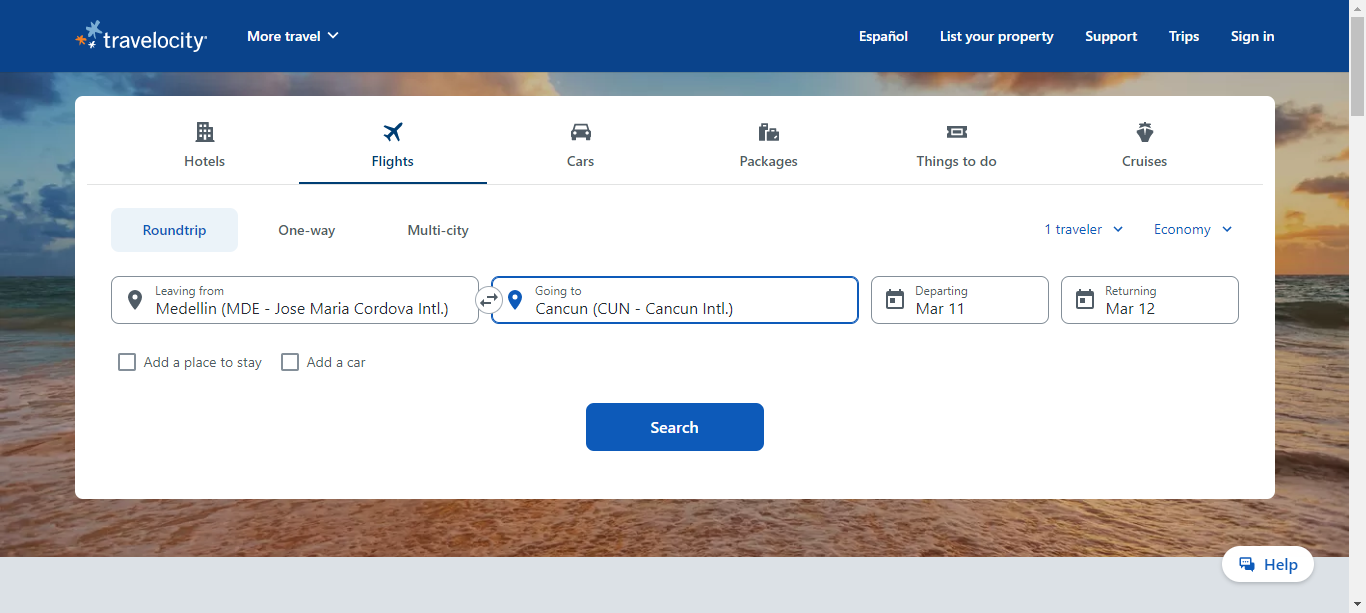 travelocity
More travel
Español
List your property
Support
Trips
Sign in
Hotels
Flights
Cars
Packages
Things to do
Cruises
Roundtrip
One-way
Multi-city
1 traveler
Economy
Leaving from
Medellin (MDE - Jose Maria Cordova Intl.)
Going to
Cancun (CUN - Cancun Intl.)
Departing
Mar 11
Returning
Mar 12
Add a place to stay
Add a car
Search
Help